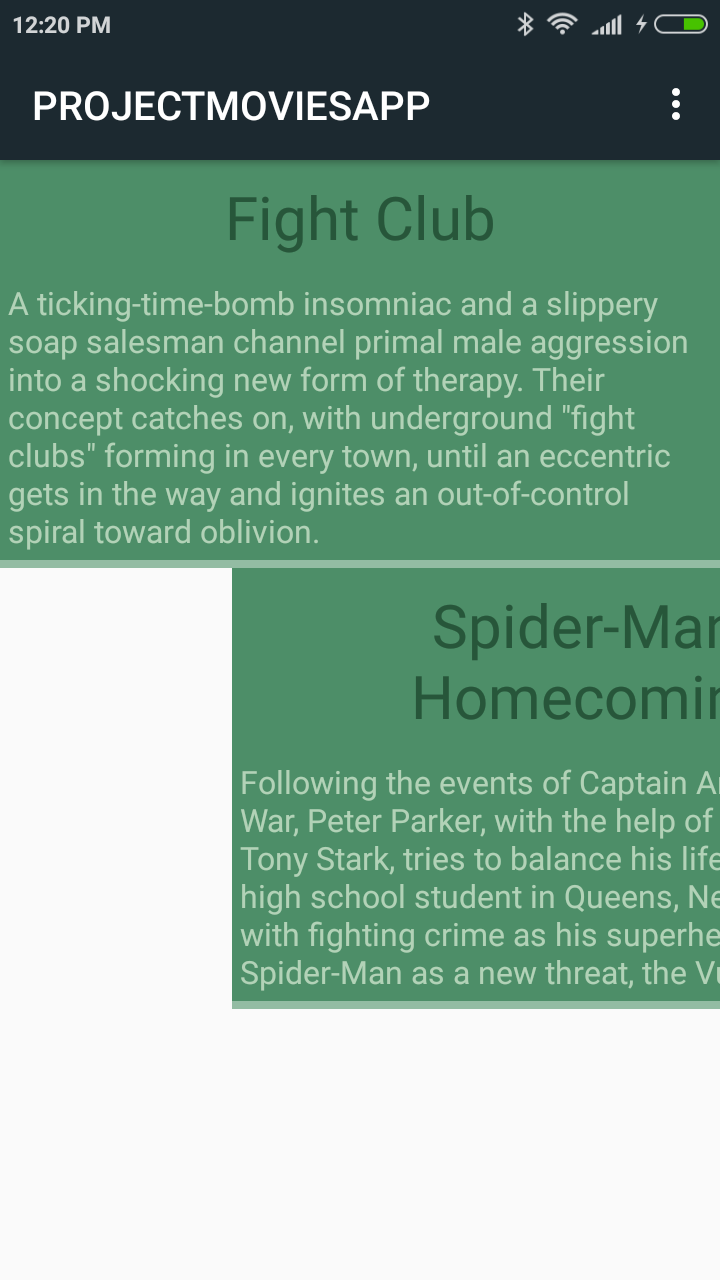 12:20 PM
PROJECTMOVIESAPP
Fight Club
A ticking-time-bomb insomniac and a slippery
soap salesman channel primal male aggression
into a shocking new form of therapy. Their
concept catches on, with underground "fight
clubs" forming in every town, until an eccentric
gets in the way and ignites an out-of-control
spiral toward oblivion.
Spider-Man
Homecomin
Following the events of Captain A
War, Peter Parker, with the help of
Tony Stark, tries to balance his life
high school student in Queens, Ne
with fighting crime as his superhe
Spider-Man as a new threat, the Vu